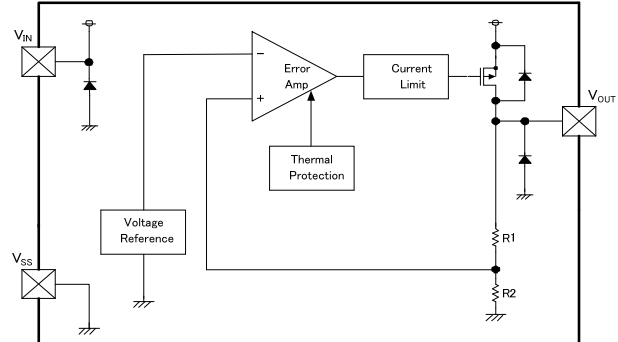 VIN
Error
Amp
−
+
Current
Limit
VOUT
Thermal
Protection
Voltage
Reference
R1
VSS
R2